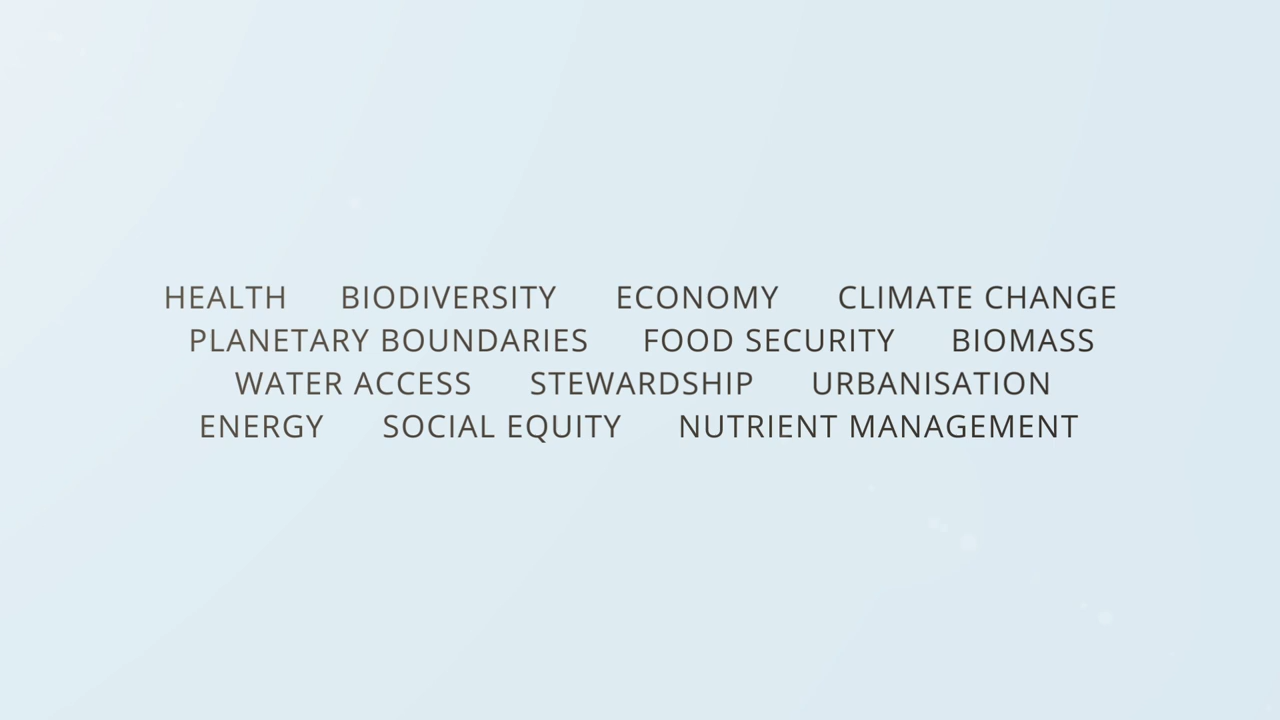 HEALTH BIODIVERSITY ECONOMY CLIMATE CHANGE
PLANETARY BOUNDARIES FOOD SECURITY BIOMASS
WATER ACCESS STEWARDSHIP URBANISATION
ENERGY SOCIAL EQUITY NUTRIENT MANAGEMENT